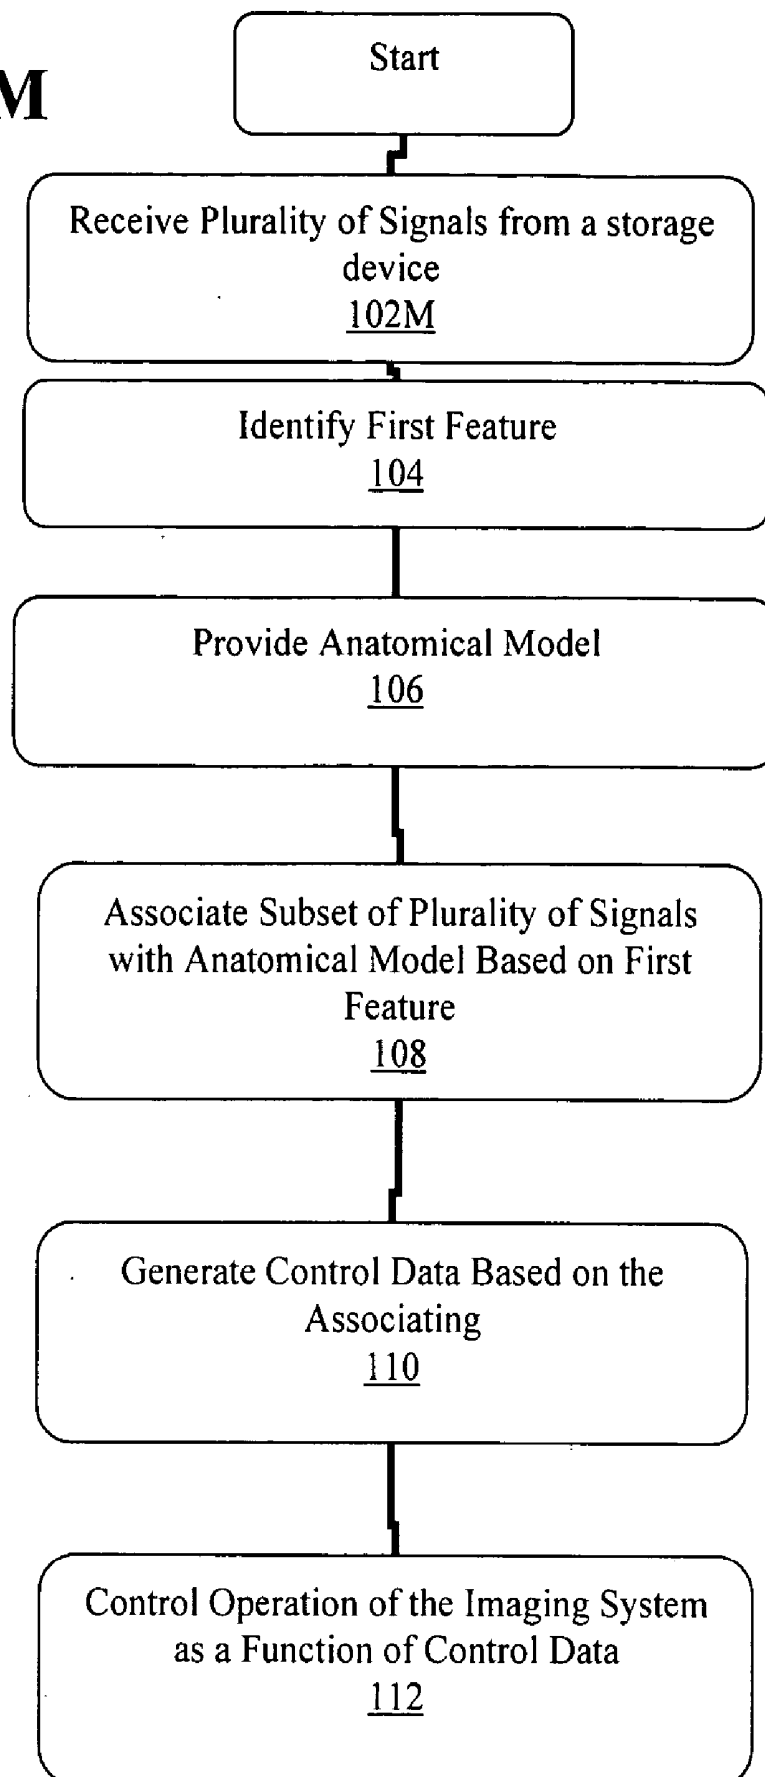 M
Start
Receive Plurality of Signals from a storage
device
102M
Identify First Feature
104
Provide Anatomical Model
106
Associate Subset of Plurality of Signals
with Anatomical Model Based on First
Feature
108
Generate Control Data Based on the
Associating
110
Control Operation of the Imaging System
as a Function of Control Data
112